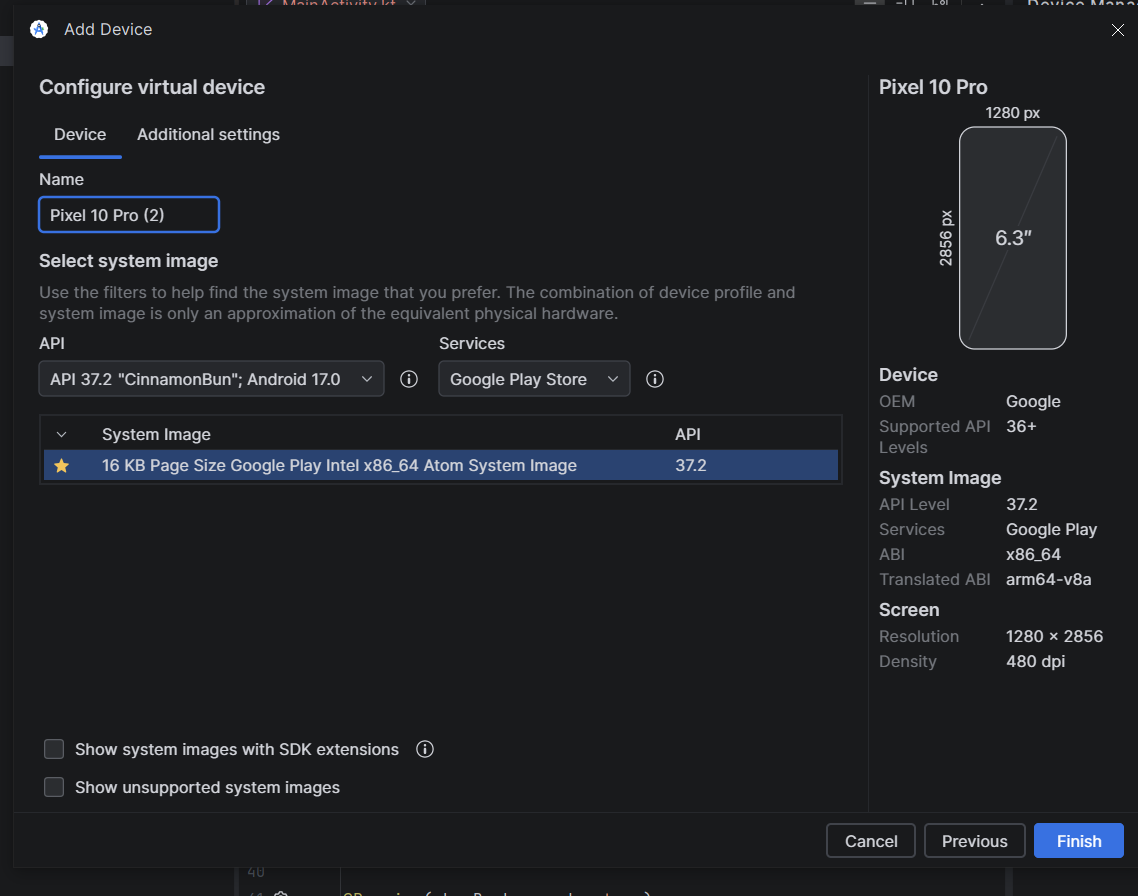 MainActivity.kt
Device Mana
Add Device
Configure virtual device
Device
Additional settings
Name
Pixel 10 Pro (2)
Select system image
Use the filters to help find the system image that you prefer. The combination of device profile and
system image is only an approximation of the equivalent physical hardware.
API
Services
API 37.2 "CinnamonBun"; Android 17.0
Google Play Store
System Image
API
16 KB Page Size Google Play Intel x86_64 Atom System Image
37.2
Show system images with SDK extensions
Show unsupported system images
Pixel 10 Pro
1280 px
2856 px
6.3″
Device
OEM
Google
Supported API
Levels
36+
System Image
API Level
37.2
Services
Google Play
ABI
x86_64
Translated ABI
arm64-v8a
Screen
Resolution
1280 × 2856
Density
480 dpi
Cancel
Previous
Finish
40